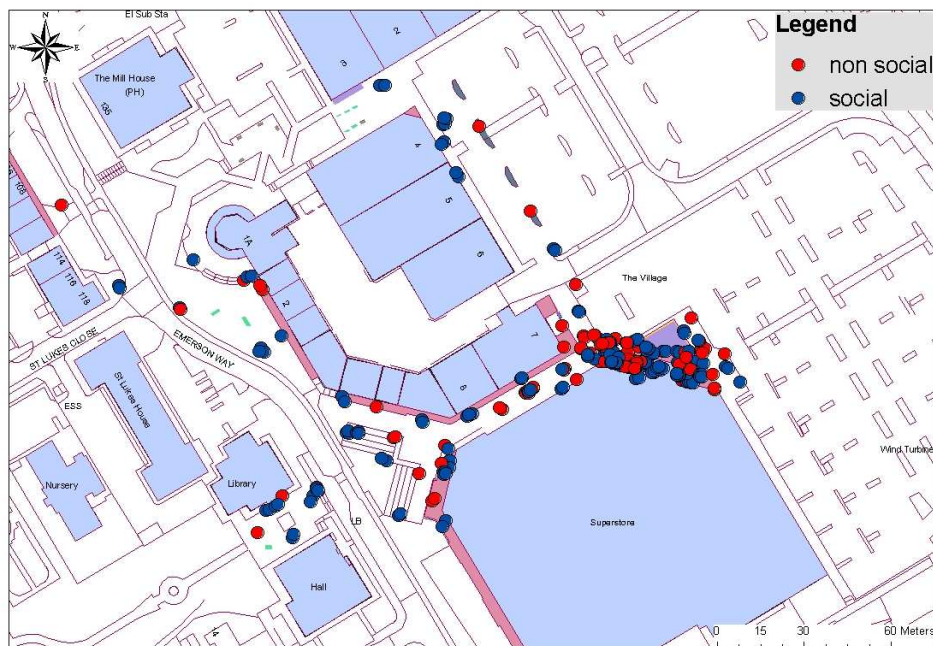 El Sub Sta
N
W
E
S
Legend
non social
social
The Mill House
(PH)
135
2
3
4
5
6
108
114
116
118
1A
2
The Village
7
8
ST LUKES CLOSE
EMERSON WAY
St Lukes House
ESS
Nursery
Library
LB
Hall
14
Wind Turbine
Superstore
0 15 30 60 Meters